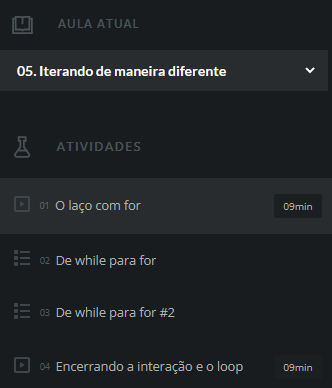 AULA ATUAL
05. Iterando de maneira diferente
ATIVIDADES
01 O laço com for 09min
02 De while para for
03 De while para for #2
04 Encerrando a interação e o loop 09min